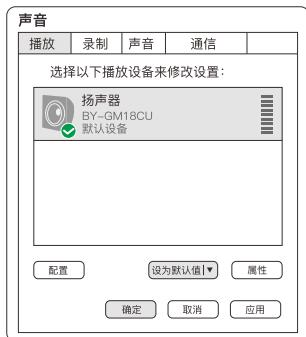 声音
播放 录制 声音 通信
选择以下播放设备来修改设置：
扬声器
BY-GM18CU
默认设备
配置 设为默认值 属性
确定 取消 应用